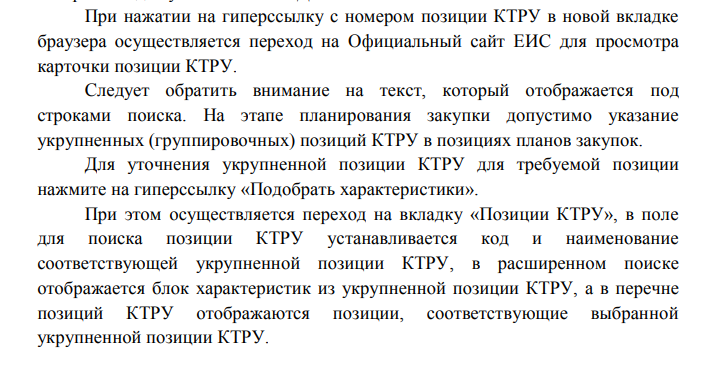 При нажатии на гиперссылку с номером позиции КТРУ в новой вкладке
браузера осуществляется переход на Официальный сайт ЕИС для просмотра
карточки позиции КТРУ.
Следует обратить внимание на текст, который отображается под
строками поиска. На этапе планирования закупки допустимо указание
укрупненных (группировочных) позиций КТРУ в позициях планов закупок.
Для уточнения укрупненной позиции КТРУ для требуемой позиции
нажмите на гиперссылку «Подобрать характеристики».
При этом осуществляется переход на вкладку «Позиции КТРУ», в поле
для поиска позиции КТРУ устанавливается код и наименование
соответствующей укрупненной позиции КТРУ, в расширенном поиске
отображается блок характеристик из укрупненной позиции КТРУ, а в перечне
позиций КТРУ отображаются позиции, соответствующие выбранной
укрупненной позиции КТРУ.